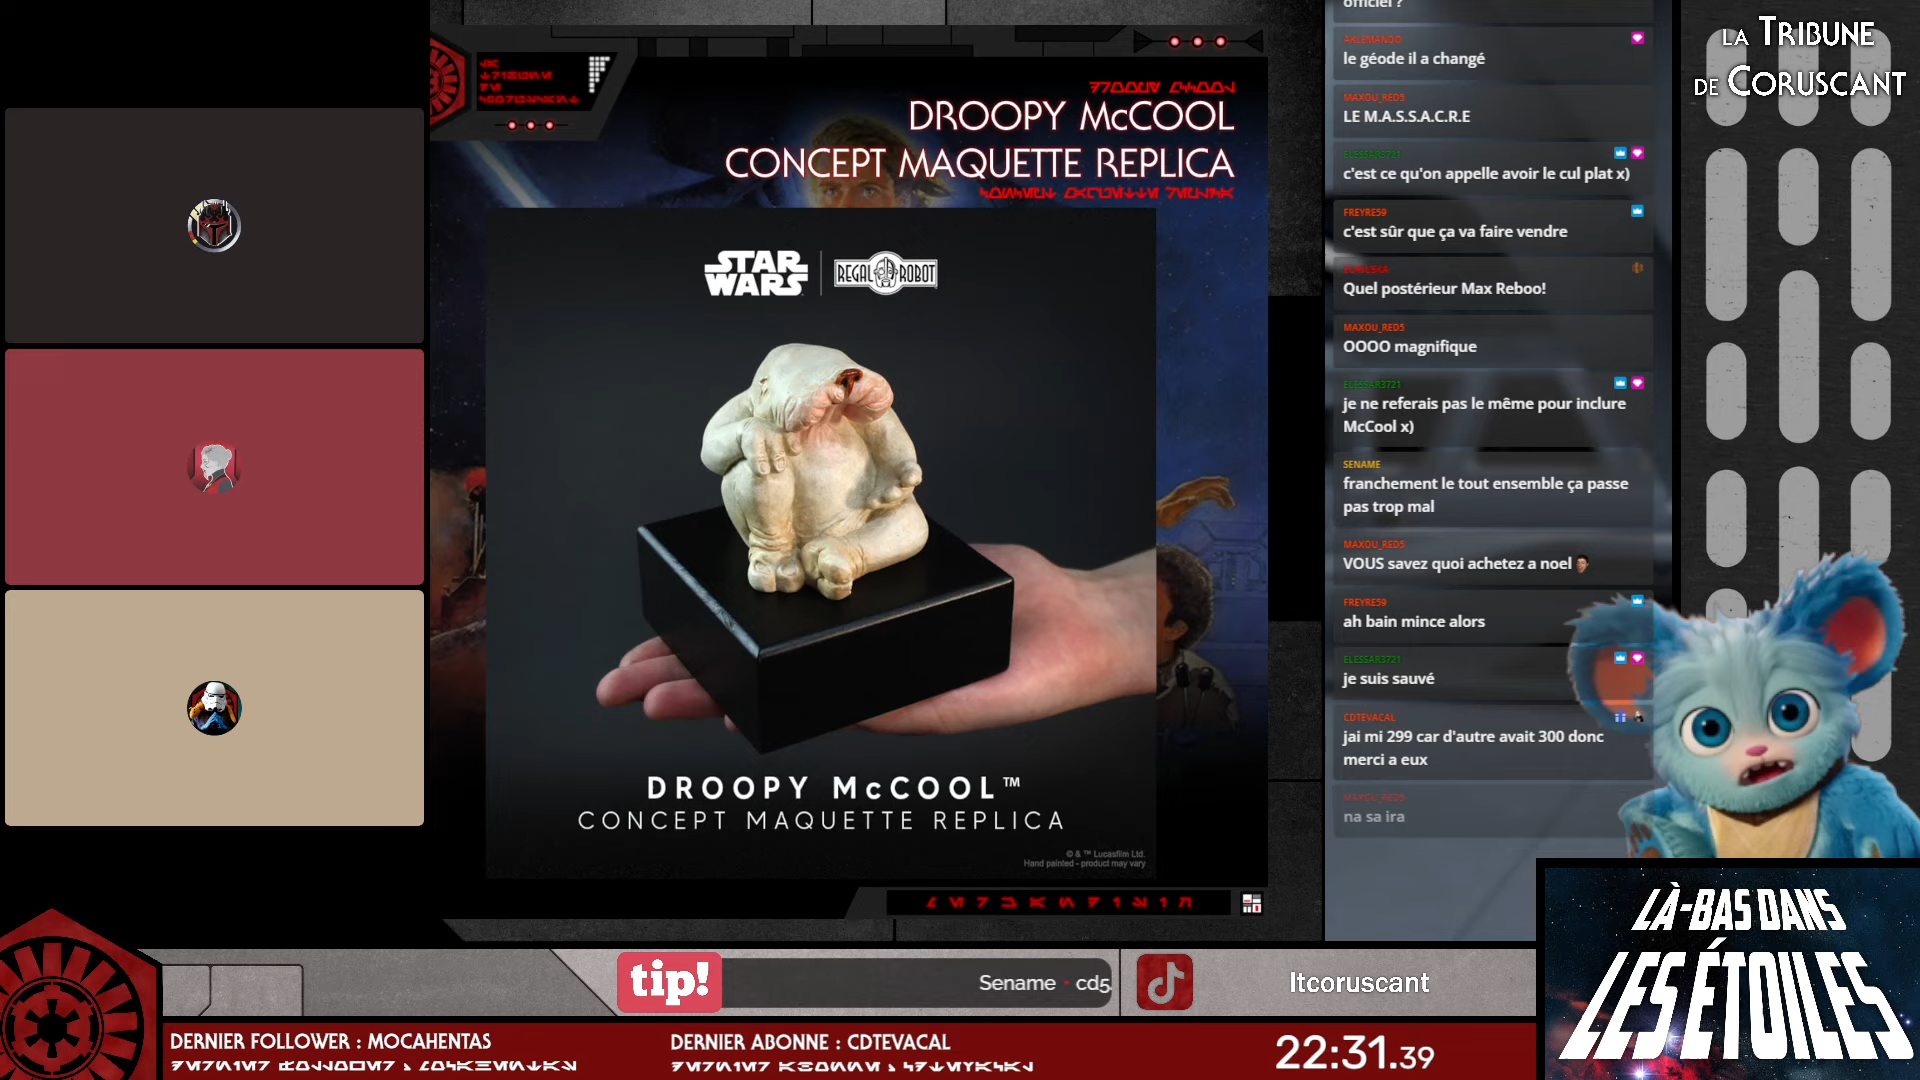 DROOPY McCOOL
CONCEPT MAQUETTE REPLICA
STAR
WARS
REGAL ROBOT
DROOPY McCOOL™
CONCEPT MAQUETTE REPLICA
© & ™ Lucasfilm Ltd.
Hand painted - product may vary
officiel ?
AXLEMANDO
le géode il a changé
MAXOU_RED5
LE M.A.S.S.A.C.R.E
ELESSAR3721
c'est ce qu'on appelle avoir le cul plat x)
FREYRE59
c'est sûr que ça va faire vendre
Quel postérieur Max Reboo!
MAXOU_RED5
OOOO magnifique
ELESSAR3721
je ne referais pas le même pour inclure
McCool x)
SENAME
franchement le tout ensemble ça passe
pas trop mal
MAXOU_RED5
VOUS savez quoi achetez a noel
FREYRE59
ah bain mince alors
ELESSAR3721
je suis sauvé
CDTEVACAL
jai mi 299 car d'autre avait 300 donc
merci a eux
MAXOU_RED5
na sa ira
LA TRIBUNE
DE CORUSCANT
LÀ-BAS DANS
LES ÉTOILES
tip!
Sename · cd5
ltcoruscant
DERNIER FOLLOWER : MOCAHENTAS
DERNIER ABONNE : CDTEVACAL
22:31.39